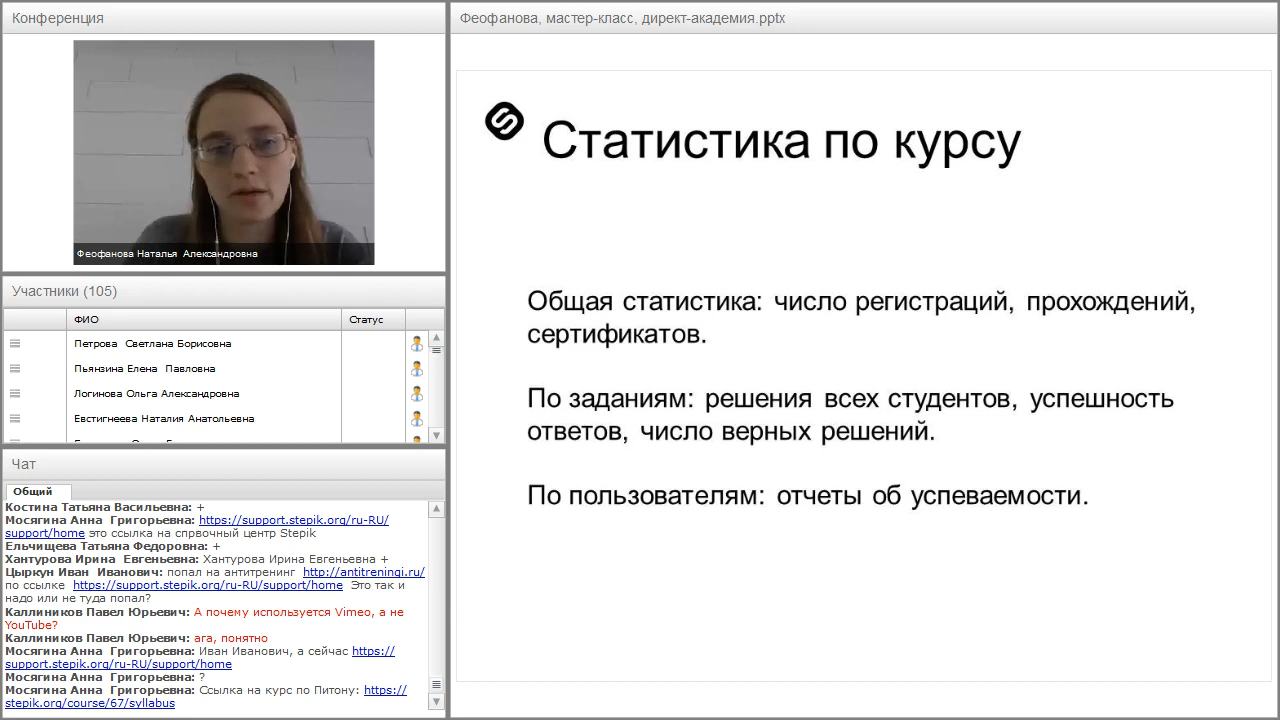 Конференция
Феофанова Наталья Александровна
Участники (105)
ФИО
Статус
Петрова Светлана Борисовна
Пьянзина Елена Павловна
Логинова Ольга Александровна
Евстигнеева Наталия Анатольевна
Чат
Общий
Костина Татьяна Васильевна: +
Мосягина Анна Григорьевна: https://support.stepik.org/ru-RU/
support/home это ссылка на спрвочный центр Stepik
Ельчищева Татьяна Федоровна: +
Хантурова Ирина Евгеньевна: Хантурова Ирина Евгеньевна +
Цыркун Иван Иванович: попал на антитренинг http://antitreningi.ru/
по ссылке https://support.stepik.org/ru-RU/support/home Это так и
надо или не туда попал?
Каллиников Павел Юрьевич: А почему используется Vimeo, а не
YouTube?
Каллиников Павел Юрьевич: ага, понятно
Мосягина Анна Григорьевна: Иван Иванович, а сейчас https://
support.stepik.org/ru-RU/support/home
Мосягина Анна Григорьевна: ?
Мосягина Анна Григорьевна: Ссылка на курс по Питону: https://
stepik.org/course/67/syllabus
Феофанова, мастер-класс, директ-академия.pptx
Статистика по курсу
Общая статистика: число регистраций, прохождений,
сертификатов.
По заданиям: решения всех студентов, успешность
ответов, число верных решений.
По пользователям: отчеты об успеваемости.